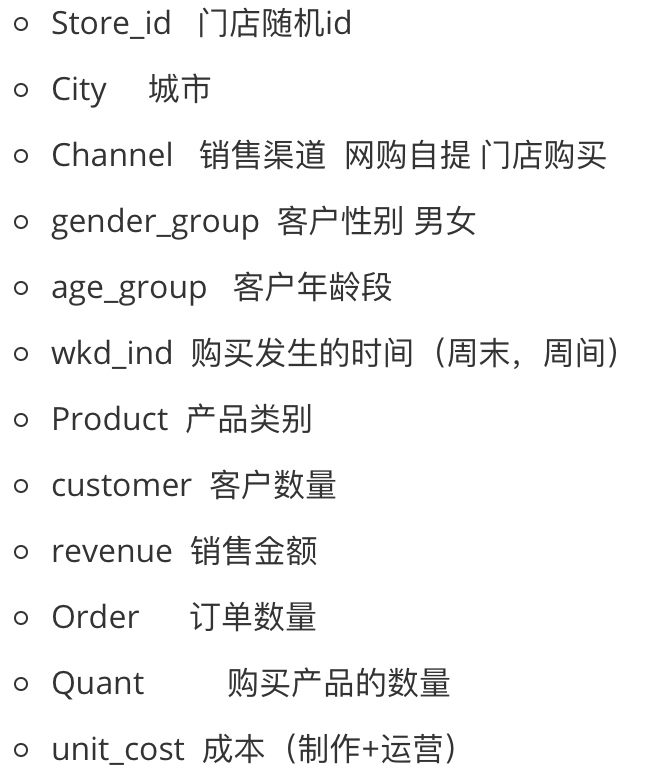 Store_id 门店随机id
City 城市
Channel 销售渠道 网购自提 门店购买
gender_group 客户性别 男女
age_group 客户年龄段
wkd_ind 购买发生的时间（周末，周间）
Product 产品类别
customer 客户数量
revenue 销售金额
Order 订单数量
Quant 购买产品的数量
unit_cost 成本（制作+运营）